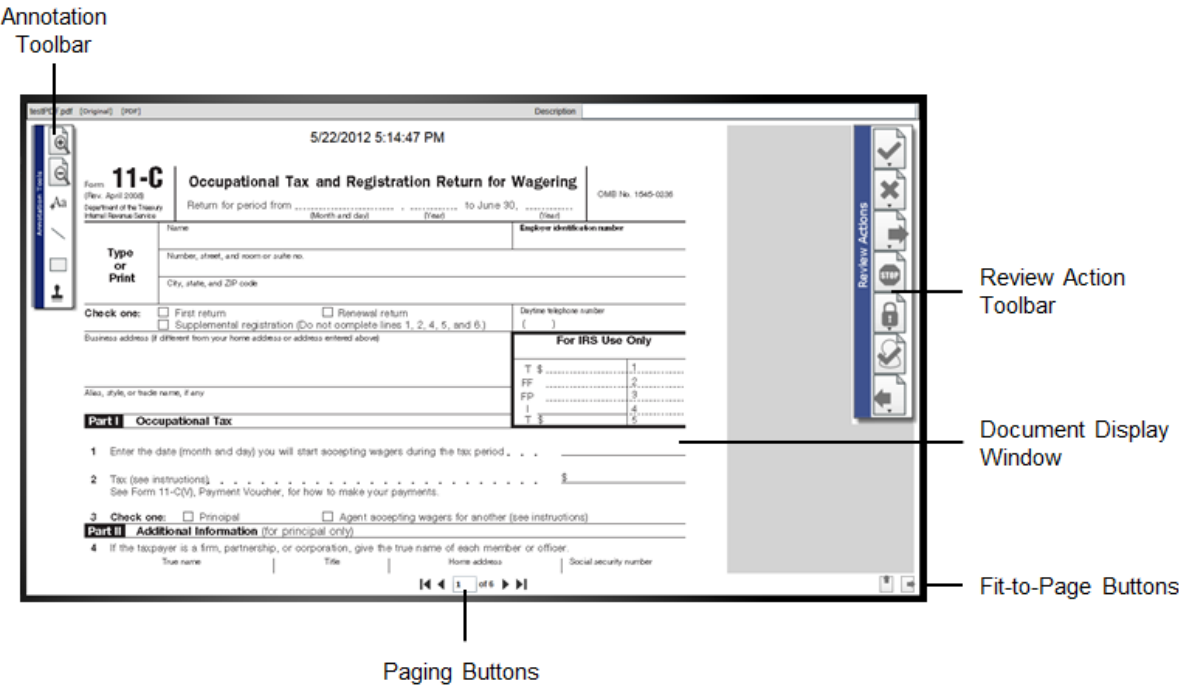 Annotation
Toolbar
testPDF.pdf [Original] [PDF]
Description
5/22/2012 5:14:47 PM
Annotation Tools
Aa
Form 11-C
(Rev. April 2008)
Department of the Treasury
Internal Revenue Service
Occupational Tax and Registration Return for Wagering
Return for period from , to June 30,
(Month and day) (Year) (Year)
OMB No. 1545-0236
Type
or
Print
Name
Employer identification number
Number, street, and room or suite no.
City, state, and ZIP code
Check one:
First return
Renewal return
Supplemental registration (Do not complete lines 1, 2, 4, 5, and 6.)
Daytime telephone number
( )
Business address (if different from your home address or address entered above)
For IRS Use Only
T $ 1
FF 2
FP 3
I 4
T $ 5
Alias, style, or trade name, if any
Part I Occupational Tax
1 Enter the date (month and day) you will start accepting wagers during the tax period . . .
2 Tax (see instructions) . . . . . . . . . . . . . . . . . . $
See Form 11-C(V), Payment Voucher, for how to make your payments.
3 Check one: Principal Agent accepting wagers for another (see instructions)
Part II Additional Information (for principal only)
4 If the taxpayer is a firm, partnership, or corporation, give the true name of each member or officer.
True name Title Home address Social security number
1 of 6
Review Actions
STOP
Review Action
Toolbar
Document Display
Window
Fit-to-Page Buttons
Paging Buttons